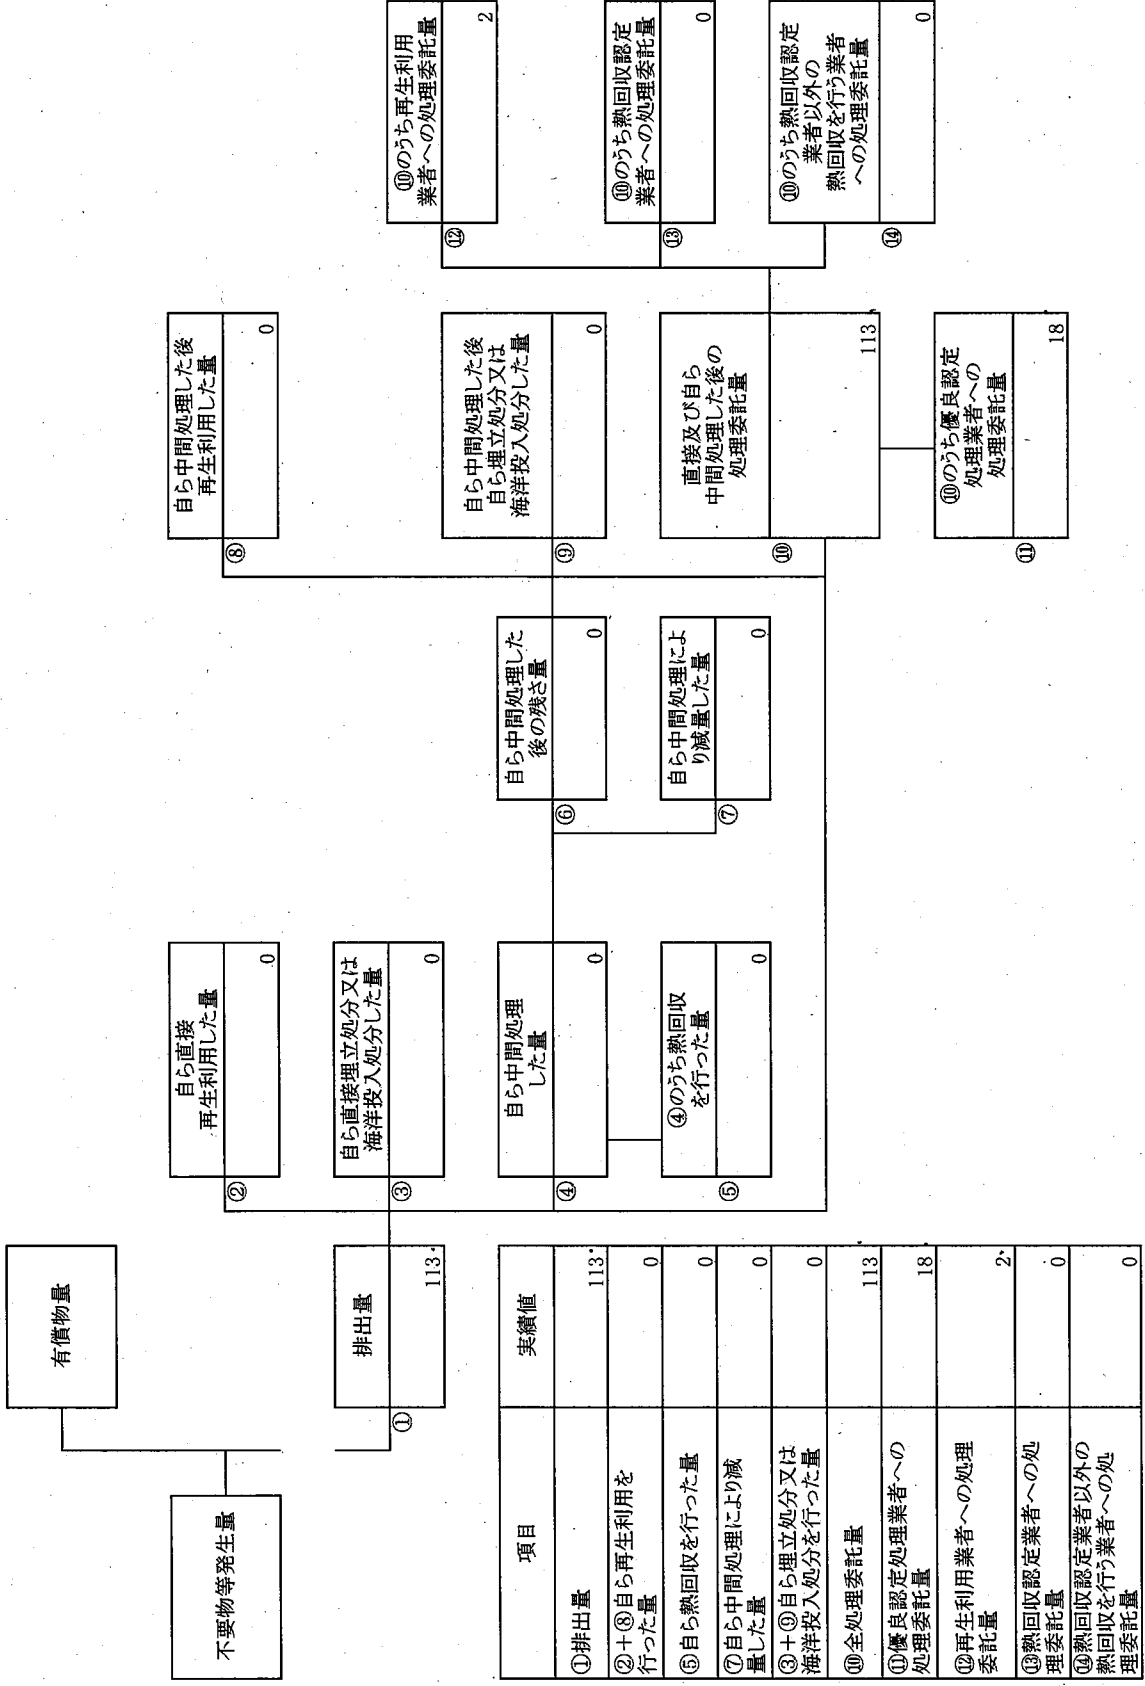 有償物量
不要物等発生量
排出量
①
113
自ら直接
再生利用した量
②
0
自ら直接埋立処分又は
海洋投入処分した量
③
0
自ら中間処理
した量
④
0
④のうち熱回収
を行った量
⑤
0
自ら中間処理した
後の残さ量
⑥
0
自ら中間処理によ
り減量した量
⑦
0
自ら中間処理した後
再生利用した量
⑧
0
自ら中間処理した後
自ら埋立処分又は
海洋投入処分した量
⑨
0
直接及び自ら
中間処理した後の
処理委託量
⑩
113
⑩のうち優良認定
処理業者への
処理委託量
⑪
18
⑩のうち再生利用
業者への処理委託量
⑫
2
⑩のうち熱回収認定
業者への処理委託量
⑬
0
⑩のうち熱回収認定
業者以外の
熱回収を行う業者
への処理委託量
⑭
0
項目 実績値
①排出量 113
②+⑧自ら再生利用を
行った量 0
⑤自ら熱回収を行った量 0
⑦自ら中間処理により減
量した量 0
③+⑨自ら埋立処分又は
海洋投入処分を行った量 0
⑩全処理委託量 113
⑪優良認定処理業者への
処理委託量 18
⑫再生利用業者への処理
委託量 2
⑬熱回収認定業者への処
理委託量 0
⑭熱回収認定業者以外の
熱回収を行う業者への処
理委託量 0